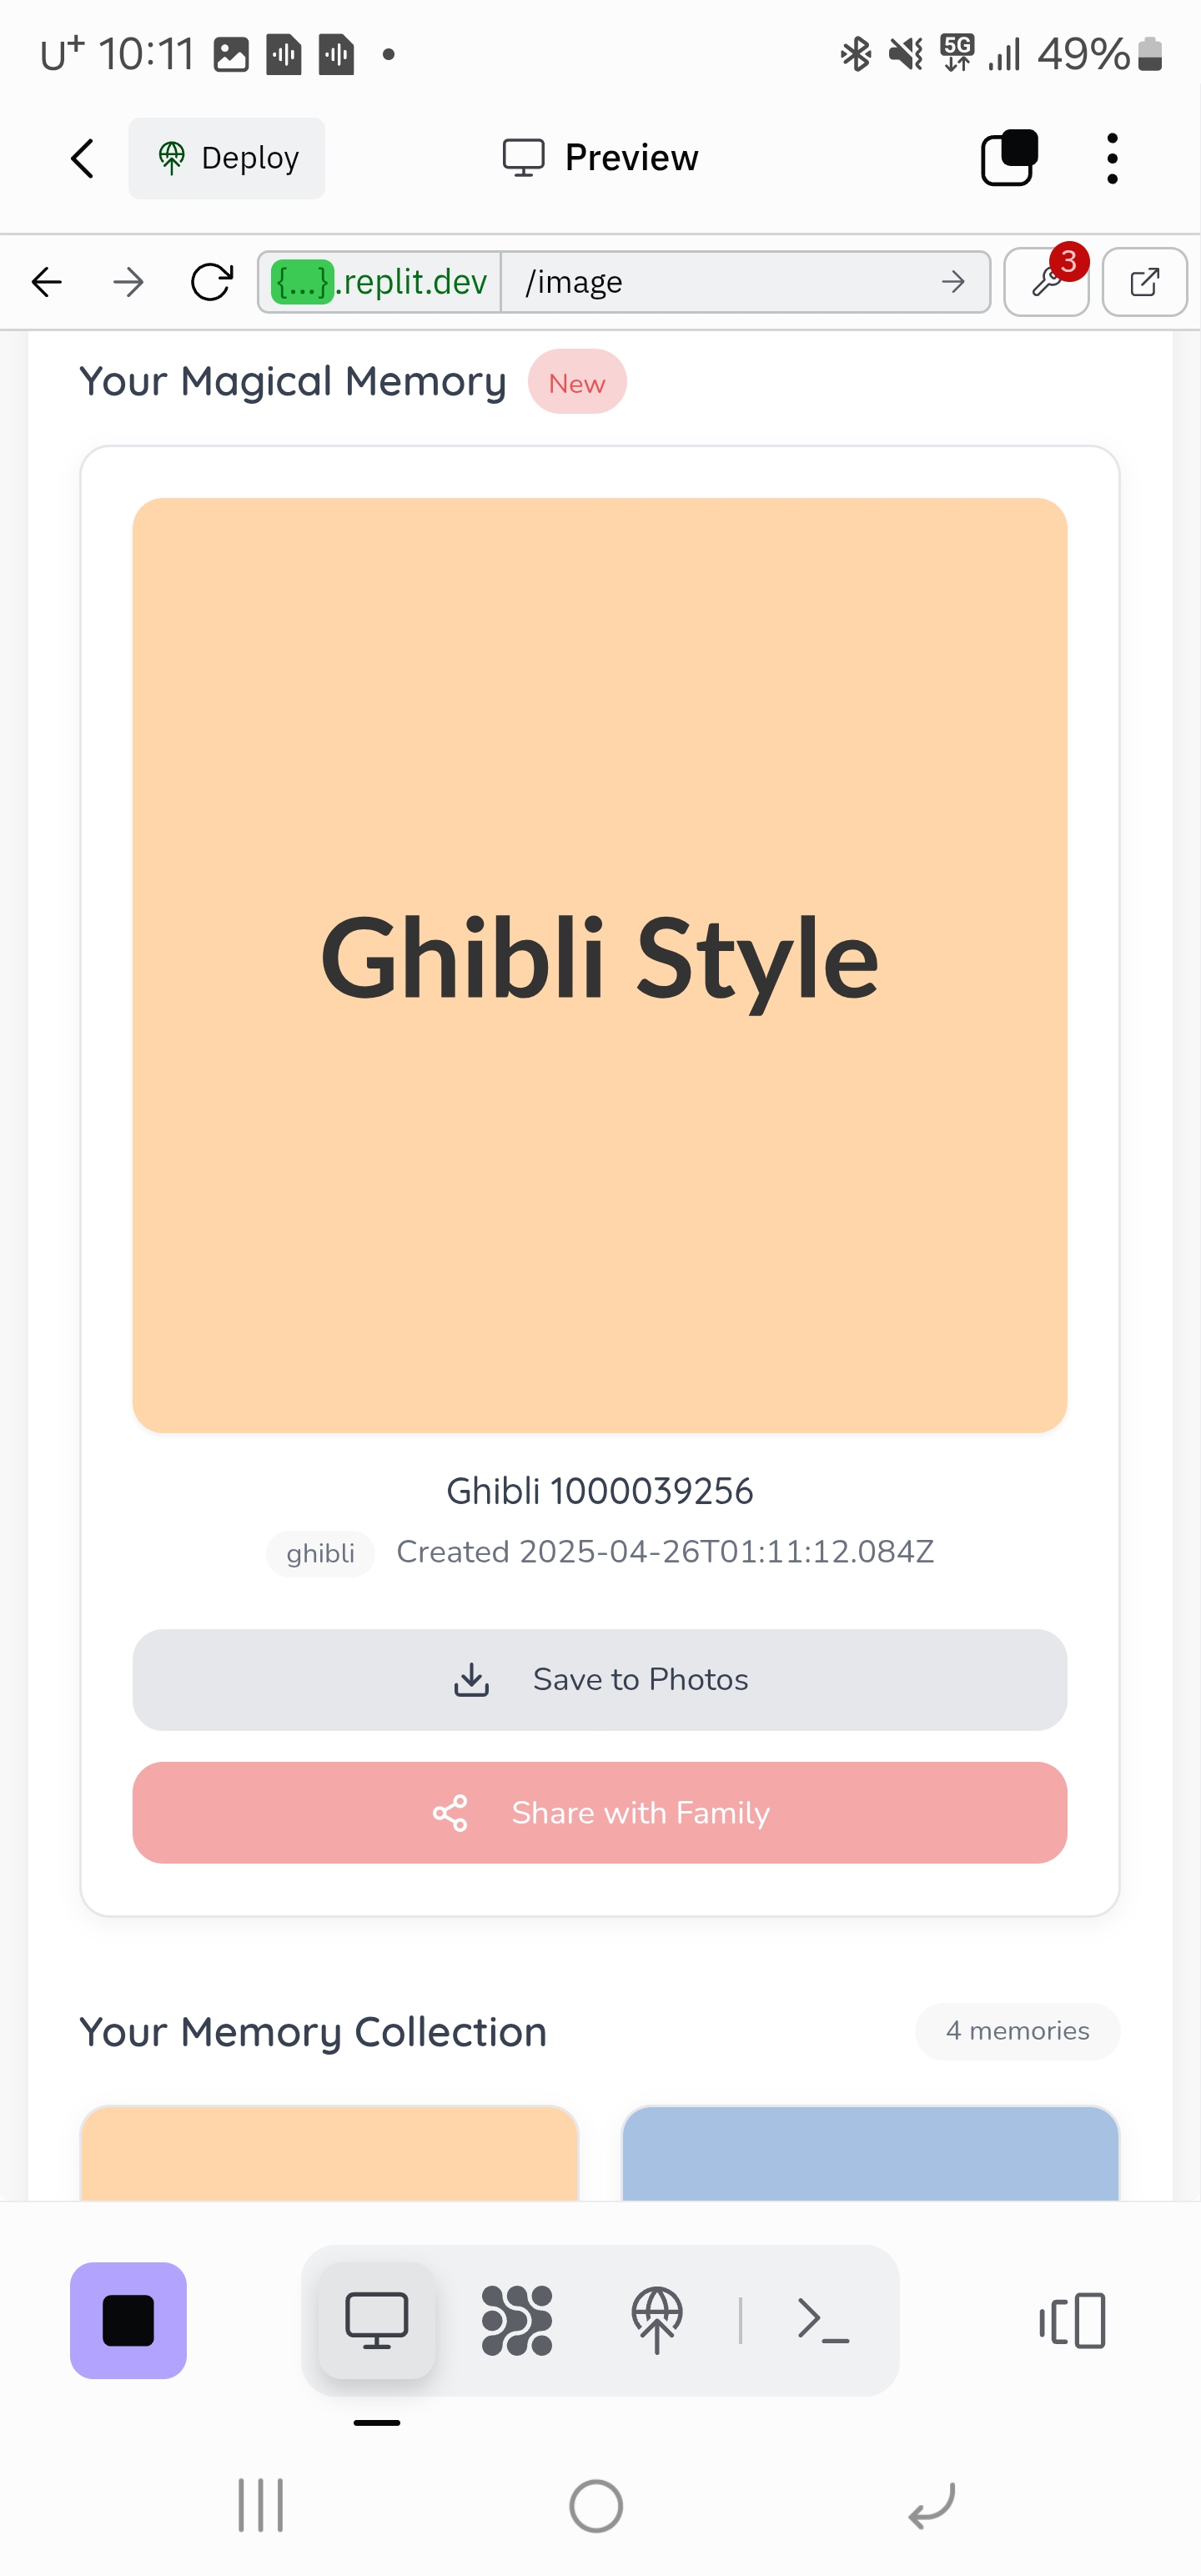 U+ 10:11 5G 49%
Deploy Preview
{...}.replit.dev /image 3
Your Magical Memory New
Ghibli Style
Ghibli 1000039256
ghibli Created 2025-04-26T01:11:12.084Z
Save to Photos
Share with Family
Your Memory Collection 4 memories